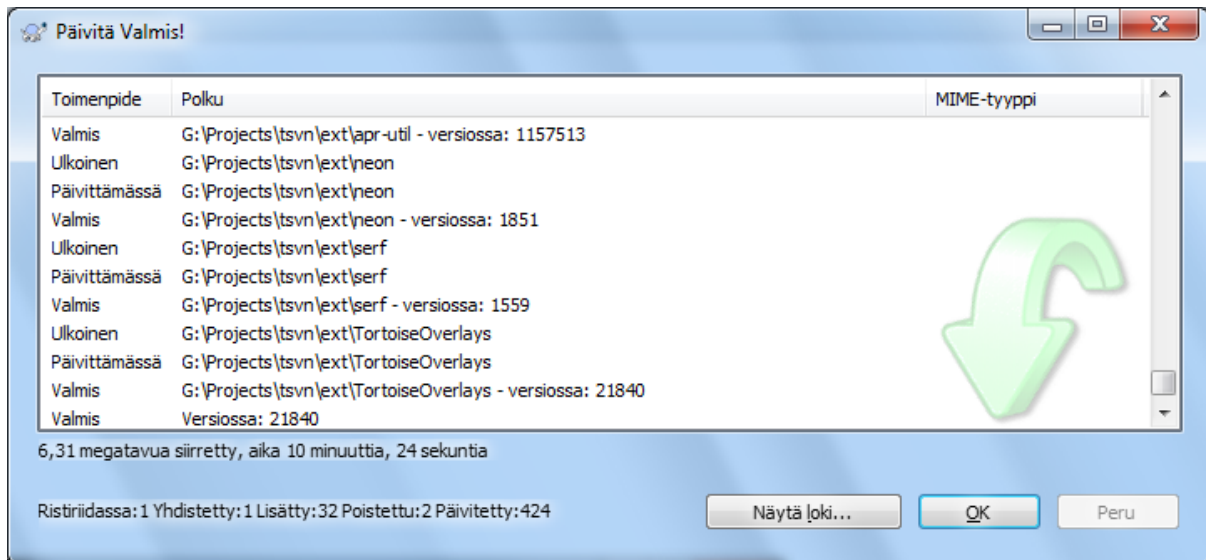 Päivitä Valmis!
Toimenpide Polku MIME-tyyppi
Valmis G:\Projects\tsvn\ext\apr-util - versiossa: 1157513
Ulkoinen G:\Projects\tsvn\ext\neon
Päivittämässä G:\Projects\tsvn\ext\neon
Valmis G:\Projects\tsvn\ext\neon - versiossa: 1851
Ulkoinen G:\Projects\tsvn\ext\serf
Päivittämässä G:\Projects\tsvn\ext\serf
Valmis G:\Projects\tsvn\ext\serf - versiossa: 1559
Ulkoinen G:\Projects\tsvn\ext\TortoiseOverlays
Päivittämässä G:\Projects\tsvn\ext\TortoiseOverlays
Valmis G:\Projects\tsvn\ext\TortoiseOverlays - versiossa: 21840
Valmis Versiossa: 21840
6,31 megatavua siirretty, aika 10 minuuttia, 24 sekuntia
Ristiriidassa:1 Yhdistetty:1 Lisätty:32 Poistettu:2 Päivitetty:424 Näytä loki... OK Peru